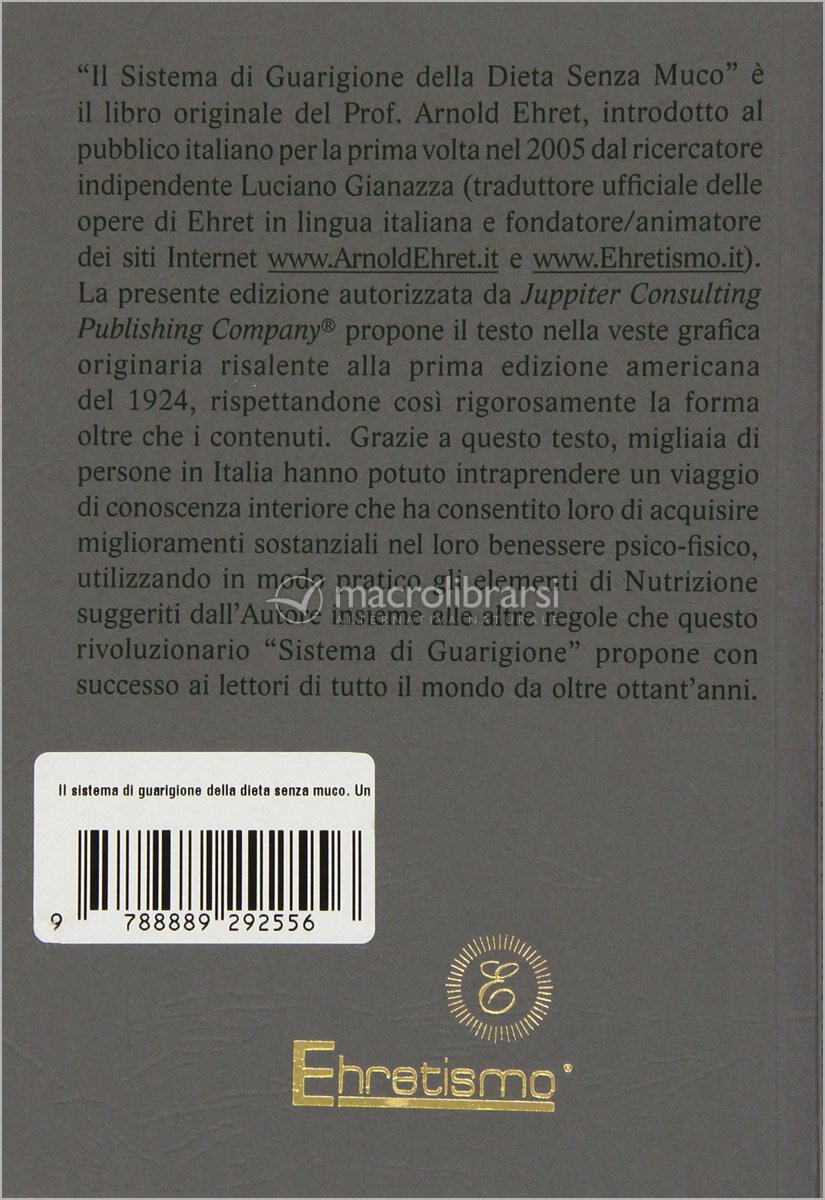 “Il Sistema di Guarigione della Dieta Senza Muco” è
il libro originale del Prof. Arnold Ehret, introdotto al
pubblico italiano per la prima volta nel 2005 dal ricercatore
indipendente Luciano Gianazza (traduttore ufficiale delle
opere di Ehret in lingua italiana e fondatore/animatore
dei siti Internet www.ArnoldEhret.it e www.Ehretismo.it).
La presente edizione autorizzata da Juppiter Consulting
Publishing Company® propone il testo nella veste grafica
originaria risalente alla prima edizione americana
del 1924, rispettandone così rigorosamente la forma
oltre che i contenuti. Grazie a questo testo, migliaia di
persone in Italia hanno potuto intraprendere un viaggio
di conoscenza interiore che ha consentito loro di acquisire
miglioramenti sostanziali nel loro benessere psico-fisico,
utilizzando in modo pratico gli elementi di Nutrizione
suggeriti dall’Autore insieme alle altre regole che questo
rivoluzionario “Sistema di Guarigione” propone con
successo ai lettori di tutto il mondo da oltre ottant’anni.
macrolibrarsi
Il sistema di guarigione della dieta senza muco. Un
9 788889 292556
E
Ehretismo®